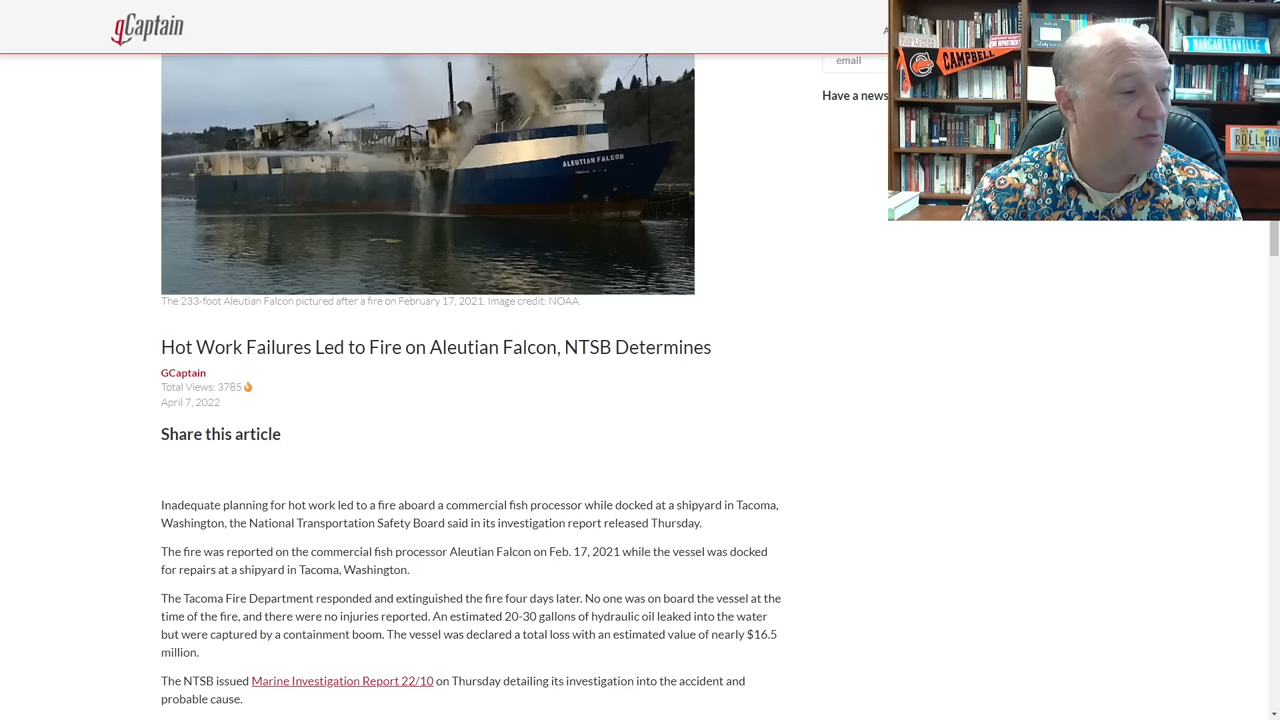 gCaptain
A
CAMPBELL
MARGARITAVILLE
ROLL
email
Have a news
ALEUTIAN FALCON
The 233-foot Aleutian Falcon pictured after a fire on February 17, 2021. Image credit: NOAA.
Hot Work Failures Led to Fire on Aleutian Falcon, NTSB Determines
GCaptain
Total Views: 3785
April 7, 2022
Share this article
Inadequate planning for hot work led to a fire aboard a commercial fish processor while docked at a shipyard in Tacoma,
Washington, the National Transportation Safety Board said in its investigation report released Thursday.
The fire was reported on the commercial fish processor Aleutian Falcon on Feb. 17, 2021 while the vessel was docked
for repairs at a shipyard in Tacoma, Washington.
The Tacoma Fire Department responded and extinguished the fire four days later. No one was on board the vessel at the
time of the fire, and there were no injuries reported. An estimated 20-30 gallons of hydraulic oil leaked into the water
but were captured by a containment boom. The vessel was declared a total loss with an estimated value of nearly $16.5
million.
The NTSB issued Marine Investigation Report 22/10 on Thursday detailing its investigation into the accident and
probable cause.